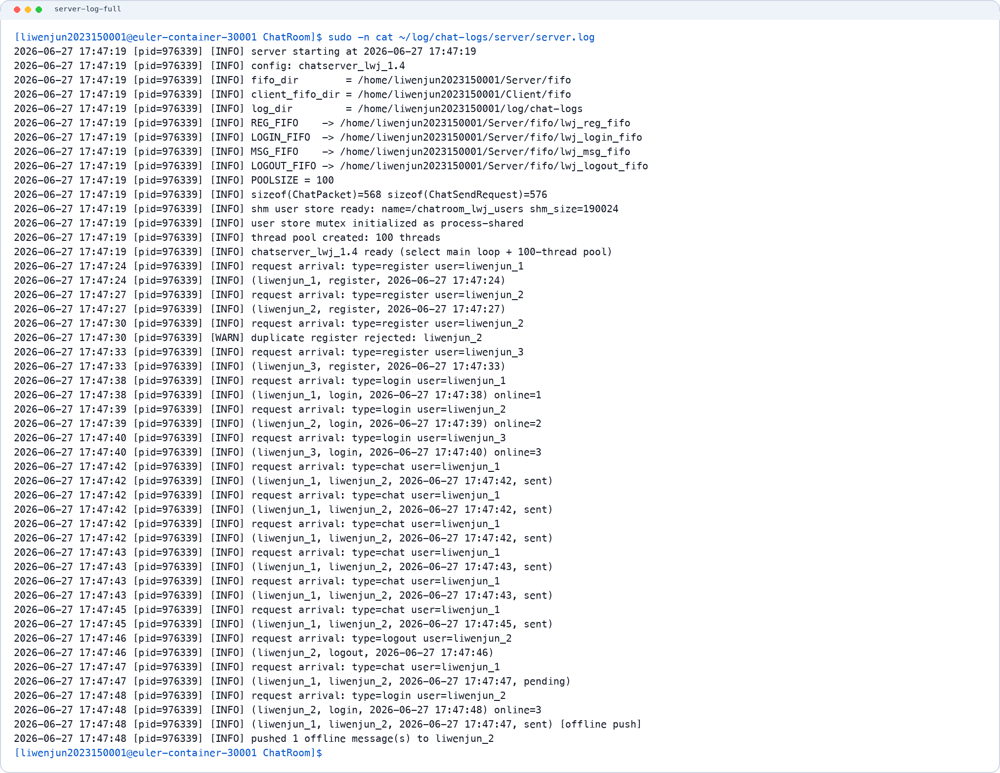 server-log-full
[liwenjun2023150001@euler-container-30001 ChatRoom]$ sudo -n cat ~/log/chat-logs/server/server.log
2026-06-27 17:47:19 [pid=976339] [INFO] server starting at 2026-06-27 17:47:19
2026-06-27 17:47:19 [pid=976339] [INFO] config: chatserver_lwj_1.4
2026-06-27 17:47:19 [pid=976339] [INFO] fifo_dir        = /home/liwenjun2023150001/Server/fifo
2026-06-27 17:47:19 [pid=976339] [INFO] client_fifo_dir = /home/liwenjun2023150001/Client/fifo
2026-06-27 17:47:19 [pid=976339] [INFO] log_dir         = /home/liwenjun2023150001/log/chat-logs
2026-06-27 17:47:19 [pid=976339] [INFO] REG_FIFO    -> /home/liwenjun2023150001/Server/fifo/lwj_reg_fifo
2026-06-27 17:47:19 [pid=976339] [INFO] LOGIN_FIFO  -> /home/liwenjun2023150001/Server/fifo/lwj_login_fifo
2026-06-27 17:47:19 [pid=976339] [INFO] MSG_FIFO    -> /home/liwenjun2023150001/Server/fifo/lwj_msg_fifo
2026-06-27 17:47:19 [pid=976339] [INFO] LOGOUT_FIFO -> /home/liwenjun2023150001/Server/fifo/lwj_logout_fifo
2026-06-27 17:47:19 [pid=976339] [INFO] POOLSIZE = 100
2026-06-27 17:47:19 [pid=976339] [INFO] sizeof(ChatPacket)=568 sizeof(ChatSendRequest)=576
2026-06-27 17:47:19 [pid=976339] [INFO] shm user store ready: name=/chatroom_lwj_users shm_size=190024
2026-06-27 17:47:19 [pid=976339] [INFO] user store mutex initialized as process-shared
2026-06-27 17:47:19 [pid=976339] [INFO] thread pool created: 100 threads
2026-06-27 17:47:19 [pid=976339] [INFO] chatserver_lwj_1.4 ready (select main loop + 100-thread pool)
2026-06-27 17:47:24 [pid=976339] [INFO] request arrival: type=register user=liwenjun_1
2026-06-27 17:47:24 [pid=976339] [INFO] (liwenjun_1, register, 2026-06-27 17:47:24)
2026-06-27 17:47:27 [pid=976339] [INFO] request arrival: type=register user=liwenjun_2
2026-06-27 17:47:27 [pid=976339] [INFO] (liwenjun_2, register, 2026-06-27 17:47:27)
2026-06-27 17:47:30 [pid=976339] [INFO] request arrival: type=register user=liwenjun_2
2026-06-27 17:47:30 [pid=976339] [WARN] duplicate register rejected: liwenjun_2
2026-06-27 17:47:33 [pid=976339] [INFO] request arrival: type=register user=liwenjun_3
2026-06-27 17:47:33 [pid=976339] [INFO] (liwenjun_3, register, 2026-06-27 17:47:33)
2026-06-27 17:47:38 [pid=976339] [INFO] request arrival: type=login user=liwenjun_1
2026-06-27 17:47:38 [pid=976339] [INFO] (liwenjun_1, login, 2026-06-27 17:47:38) online=1
2026-06-27 17:47:39 [pid=976339] [INFO] request arrival: type=login user=liwenjun_2
2026-06-27 17:47:39 [pid=976339] [INFO] (liwenjun_2, login, 2026-06-27 17:47:39) online=2
2026-06-27 17:47:40 [pid=976339] [INFO] request arrival: type=login user=liwenjun_3
2026-06-27 17:47:40 [pid=976339] [INFO] (liwenjun_3, login, 2026-06-27 17:47:40) online=3
2026-06-27 17:47:42 [pid=976339] [INFO] request arrival: type=chat user=liwenjun_1
2026-06-27 17:47:42 [pid=976339] [INFO] (liwenjun_1, liwenjun_2, 2026-06-27 17:47:42, sent)
2026-06-27 17:47:42 [pid=976339] [INFO] request arrival: type=chat user=liwenjun_1
2026-06-27 17:47:42 [pid=976339] [INFO] (liwenjun_1, liwenjun_2, 2026-06-27 17:47:42, sent)
2026-06-27 17:47:42 [pid=976339] [INFO] request arrival: type=chat user=liwenjun_1
2026-06-27 17:47:42 [pid=976339] [INFO] (liwenjun_1, liwenjun_2, 2026-06-27 17:47:42, sent)
2026-06-27 17:47:43 [pid=976339] [INFO] request arrival: type=chat user=liwenjun_1
2026-06-27 17:47:43 [pid=976339] [INFO] (liwenjun_1, liwenjun_2, 2026-06-27 17:47:43, sent)
2026-06-27 17:47:43 [pid=976339] [INFO] request arrival: type=chat user=liwenjun_1
2026-06-27 17:47:43 [pid=976339] [INFO] (liwenjun_1, liwenjun_2, 2026-06-27 17:47:43, sent)
2026-06-27 17:47:45 [pid=976339] [INFO] request arrival: type=chat user=liwenjun_1
2026-06-27 17:47:45 [pid=976339] [INFO] (liwenjun_1, liwenjun_2, 2026-06-27 17:47:45, sent)
2026-06-27 17:47:46 [pid=976339] [INFO] request arrival: type=logout user=liwenjun_2
2026-06-27 17:47:46 [pid=976339] [INFO] (liwenjun_2, logout, 2026-06-27 17:47:46)
2026-06-27 17:47:47 [pid=976339] [INFO] request arrival: type=chat user=liwenjun_1
2026-06-27 17:47:47 [pid=976339] [INFO] (liwenjun_1, liwenjun_2, 2026-06-27 17:47:47, pending)
2026-06-27 17:47:48 [pid=976339] [INFO] request arrival: type=login user=liwenjun_2
2026-06-27 17:47:48 [pid=976339] [INFO] (liwenjun_2, login, 2026-06-27 17:47:48) online=3
2026-06-27 17:47:48 [pid=976339] [INFO] (liwenjun_1, liwenjun_2, 2026-06-27 17:47:47, sent) [offline push]
2026-06-27 17:47:48 [pid=976339] [INFO] pushed 1 offline message(s) to liwenjun_2
[liwenjun2023150001@euler-container-30001 ChatRoom]$